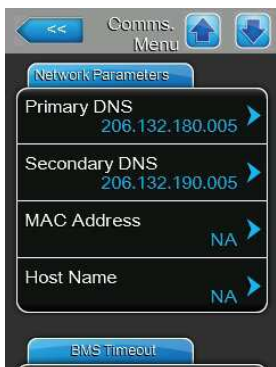 <<
Comms.
Menu
Network Parameters
Primary DNS
206.132.180.005
Secondary DNS
206.132.190.005
MAC Address
NA
Host Name
NA
BMS Timeout